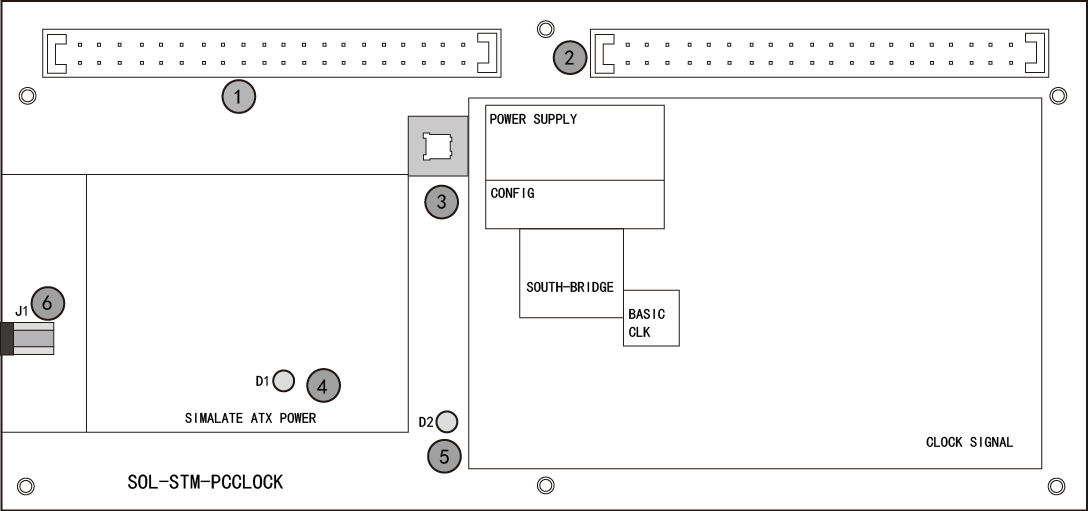 2
1
POWER SUPPLY
3
CONFIG
SOUTH-BRIDGE
J1 6
BASIC
CLK
D1 4
SIMALATE ATX POWER
D2
5
CLOCK SIGNAL
SOL-STM-PCCLOCK